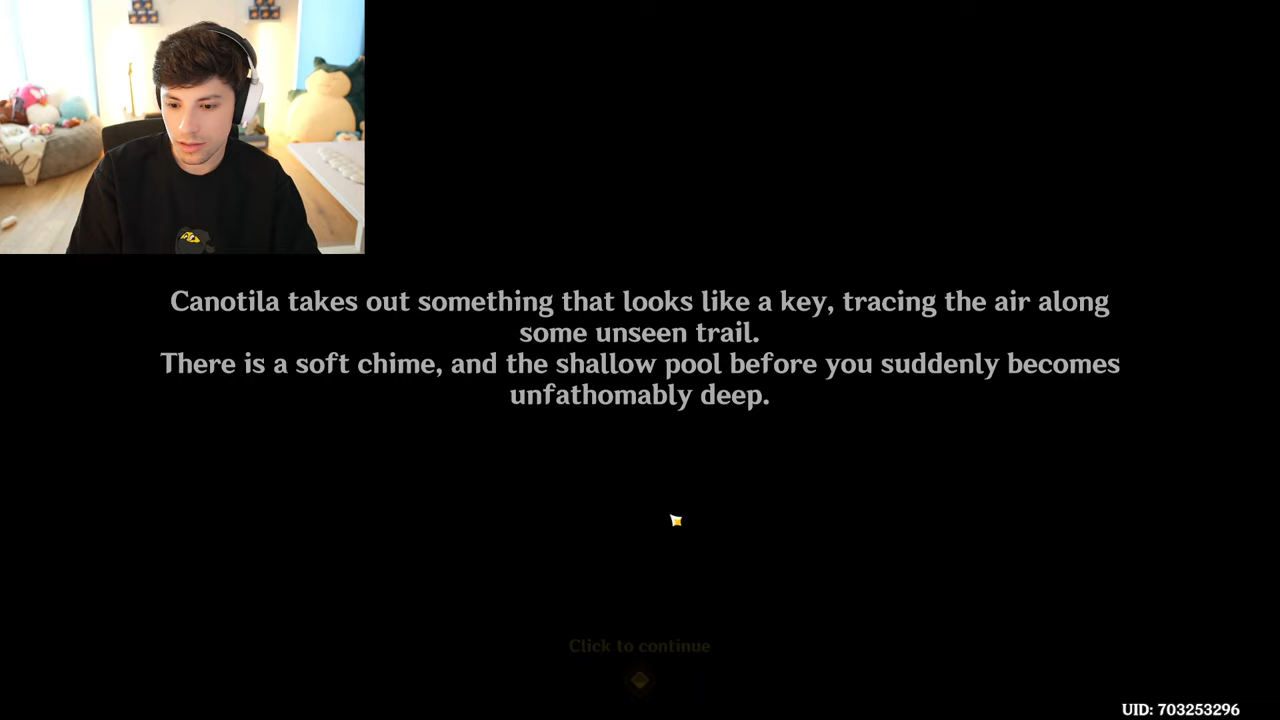 Canotila takes out something that looks like a key, tracing the air along
some unseen trail.
There is a soft chime, and the shallow pool before you suddenly becomes
unfathomably deep.
Click to continue
UID: 703253296